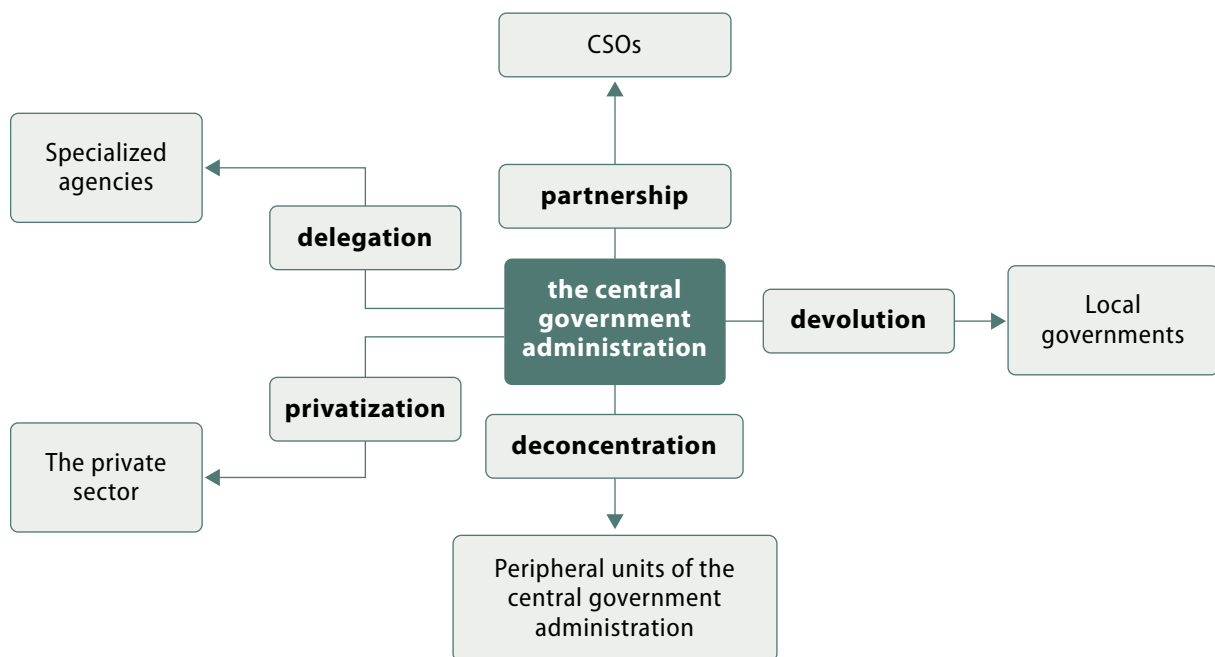 CSOs
Specialized
agencies
partnership
delegation
the central
government
administration
devolution
Local
governments
privatization
deconcentration
The private
sector
Peripheral units of the
central government
administration